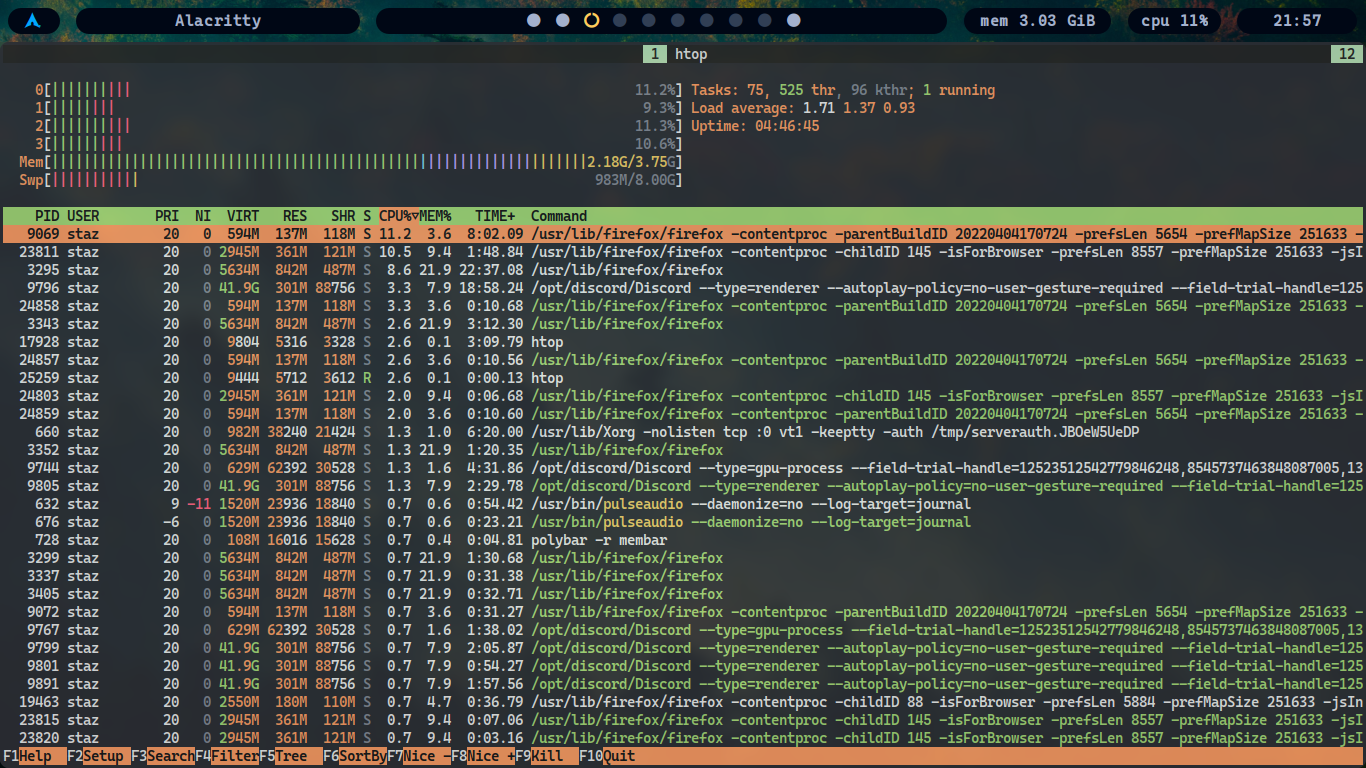 Alacritty mem 3.03 GiB cpu 11% 21:57
1 htop 12
0[||||||||||| 11.2%] Tasks: 75, 525 thr, 96 kthr; 1 running
1[||||||||| 9.3%] Load average: 1.71 1.37 0.93
2[||||||||||| 11.3%] Uptime: 04:46:45
3[|||||||||| 10.6%]
Mem[||||||||||||||||||||||||||||||||||||||||||||||||||||||||||||||||||||2.18G/3.75G]
Swp[||||||||||| 983M/8.00G]
PID USER PRI NI VIRT RES SHR S CPU%▽MEM% TIME+ Command
9069 staz 20 0 594M 137M 118M S 11.2 3.6 8:02.09 /usr/lib/firefox/firefox -contentproc -parentBuildID 20220404170724 -prefsLen 5654 -prefMapSize 251633 -
23811 staz 20 0 2945M 361M 121M S 10.5 9.4 1:48.84 /usr/lib/firefox/firefox -contentproc -childID 145 -isForBrowser -prefsLen 8557 -prefMapSize 251633 -jsI
3295 staz 20 0 5634M 842M 487M S 8.6 21.9 22:37.08 /usr/lib/firefox/firefox
9796 staz 20 0 41.9G 301M 88756 S 3.3 7.9 18:58.24 /opt/discord/Discord --type=renderer --autoplay-policy=no-user-gesture-required --field-trial-handle=125
24858 staz 20 0 594M 137M 118M S 3.3 3.6 0:10.68 /usr/lib/firefox/firefox -contentproc -parentBuildID 20220404170724 -prefsLen 5654 -prefMapSize 251633 -
3343 staz 20 0 5634M 842M 487M S 2.6 21.9 3:12.30 /usr/lib/firefox/firefox
17928 staz 20 0 9804 5316 3328 S 2.6 0.1 3:09.79 htop
24857 staz 20 0 594M 137M 118M S 2.6 3.6 0:10.56 /usr/lib/firefox/firefox -contentproc -parentBuildID 20220404170724 -prefsLen 5654 -prefMapSize 251633 -
25259 staz 20 0 9444 5712 3612 R 2.6 0.1 0:00.13 htop
24803 staz 20 0 2945M 361M 121M S 2.0 9.4 0:06.68 /usr/lib/firefox/firefox -contentproc -childID 145 -isForBrowser -prefsLen 8557 -prefMapSize 251633 -jsI
24859 staz 20 0 594M 137M 118M S 2.0 3.6 0:10.60 /usr/lib/firefox/firefox -contentproc -parentBuildID 20220404170724 -prefsLen 5654 -prefMapSize 251633 -
660 staz 20 0 982M 38240 21424 S 1.3 1.0 6:20.00 /usr/lib/Xorg -nolisten tcp :0 vt1 -keeptty -auth /tmp/serverauth.JBOeW5UeDP
3352 staz 20 0 5634M 842M 487M S 1.3 21.9 1:20.35 /usr/lib/firefox/firefox
9744 staz 20 0 629M 62392 30528 S 1.3 1.6 4:31.86 /opt/discord/Discord --type=gpu-process --field-trial-handle=12523512542779846248,8545737463848087005,13
9805 staz 20 0 41.9G 301M 88756 S 1.3 7.9 2:29.78 /opt/discord/Discord --type=renderer --autoplay-policy=no-user-gesture-required --field-trial-handle=125
632 staz 9 -11 1520M 23936 18840 S 0.7 0.6 0:54.42 /usr/bin/pulseaudio --daemonize=no --log-target=journal
676 staz -6 0 1520M 23936 18840 S 0.7 0.6 0:23.21 /usr/bin/pulseaudio --daemonize=no --log-target=journal
728 staz 20 0 108M 16016 15628 S 0.7 0.4 0:04.81 polybar -r membar
3299 staz 20 0 5634M 842M 487M S 0.7 21.9 1:30.68 /usr/lib/firefox/firefox
3337 staz 20 0 5634M 842M 487M S 0.7 21.9 0:31.38 /usr/lib/firefox/firefox
3405 staz 20 0 5634M 842M 487M S 0.7 21.9 0:32.71 /usr/lib/firefox/firefox
9072 staz 20 0 594M 137M 118M S 0.7 3.6 0:31.27 /usr/lib/firefox/firefox -contentproc -parentBuildID 20220404170724 -prefsLen 5654 -prefMapSize 251633 -
9767 staz 20 0 629M 62392 30528 S 0.7 1.6 1:38.02 /opt/discord/Discord --type=gpu-process --field-trial-handle=12523512542779846248,8545737463848087005,13
9799 staz 20 0 41.9G 301M 88756 S 0.7 7.9 2:05.87 /opt/discord/Discord --type=renderer --autoplay-policy=no-user-gesture-required --field-trial-handle=125
9801 staz 20 0 41.9G 301M 88756 S 0.7 7.9 0:54.27 /opt/discord/Discord --type=renderer --autoplay-policy=no-user-gesture-required --field-trial-handle=125
9891 staz 20 0 41.9G 301M 88756 S 0.7 7.9 1:57.56 /opt/discord/Discord --type=renderer --autoplay-policy=no-user-gesture-required --field-trial-handle=125
19463 staz 20 0 2550M 180M 110M S 0.7 4.7 0:36.79 /usr/lib/firefox/firefox -contentproc -childID 88 -isForBrowser -prefsLen 5884 -prefMapSize 251633 -jsIn
23815 staz 20 0 2945M 361M 121M S 0.7 9.4 0:07.06 /usr/lib/firefox/firefox -contentproc -childID 145 -isForBrowser -prefsLen 8557 -prefMapSize 251633 -jsI
23820 staz 20 0 2945M 361M 121M S 0.7 9.4 0:03.16 /usr/lib/firefox/firefox -contentproc -childID 145 -isForBrowser -prefsLen 8557 -prefMapSize 251633 -jsI
F1Help F2Setup F3SearchF4FilterF5Tree F6SortByF7Nice -F8Nice +F9Kill F10Quit